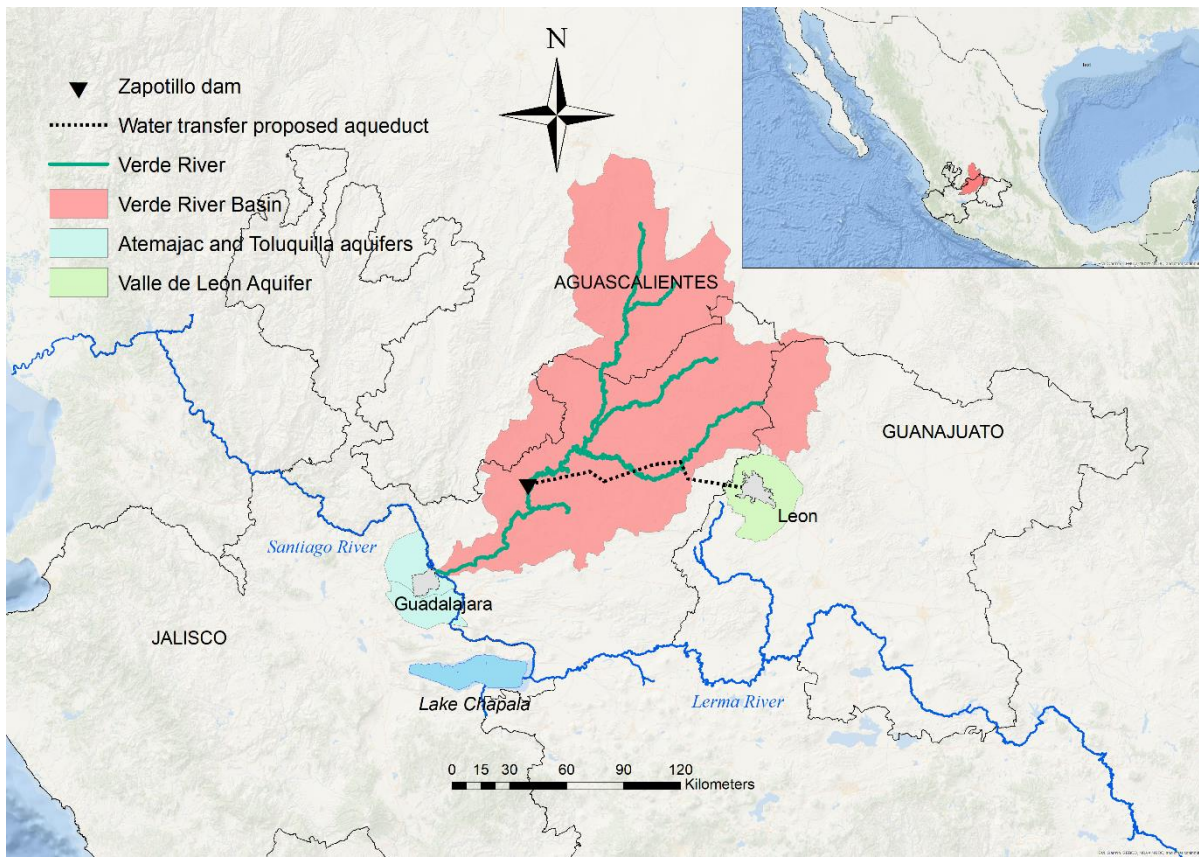 N
Zapotillo dam
Water transfer proposed aqueduct
Verde River
Verde River Basin
Atemajac and Toluquilla aquifers
Valle de León Aquifer
AGUASCALIENTES
GUANAJUATO
Leon
Santiago River
Guadalajara
JALISCO
Lake Chapala
Lerma River
0 15 30 60 90 120
Kilometers